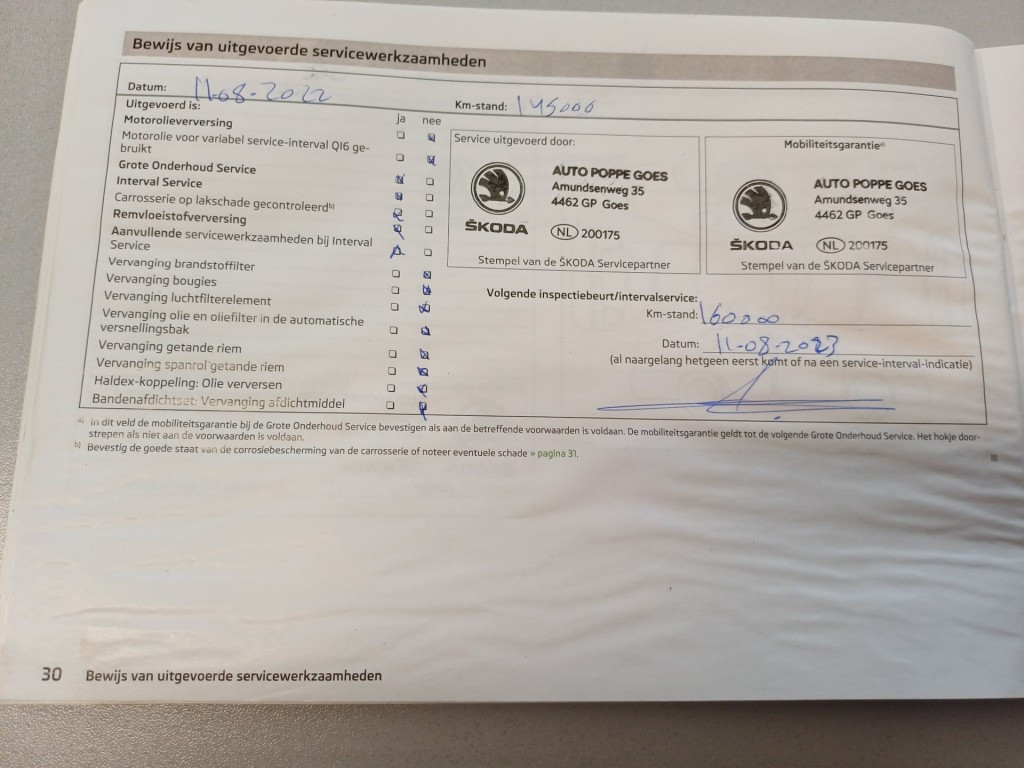 Bewijs van uitgevoerde servicewerkzaamheden
Datum: 11-08-2022
Km-stand: 145000
Uitgevoerd is:
ja nee
Motorolieverversing
Motorolie voor variabel service-interval QI6 ge-
bruikt
Grote Onderhoud Service
Interval Service
Carrosserie op lakschade gecontroleerd b)
Remvloeistofverversing
Aanvullende servicewerkzaamheden bij Interval
Service
Vervanging brandstoffilter
Vervanging bougies
Vervanging luchtfilterelement
Vervanging olie en oliefilter in de automatische
versnellingsbak
Vervanging getande riem
Vervanging spanrol getande riem
Haldex-koppeling: Olie verversen
Bandenafdichtset: Vervanging afdichtmiddel
Service uitgevoerd door:
AUTO POPPE GOES
Amundsenweg 35
4462 GP Goes
ŠKODA NL 200175
Stempel van de ŠKODA Servicepartner
Mobiliteitsgarantie a)
AUTO POPPE GOES
Amundsenweg 35
4462 GP Goes
ŠKODA NL 200175
Stempel van de ŠKODA Servicepartner
Volgende inspectiebeurt/intervalservice:
Km-stand: 160000
Datum: 11-08-2023
(al naargelang hetgeen eerst komt of na een service-interval-indicatie)
a) In dit veld de mobiliteitsgarantie bij de Grote Onderhoud Service bevestigen als aan de betreffende voorwaarden is voldaan. De mobiliteitsgarantie geldt tot de volgende Grote Onderhoud Service. Het hokje door-
strepen als niet aan de voorwaarden is voldaan.
b) Bevestig de goede staat van de corrosiebescherming van de carrosserie of noteer eventuele schade » pagina 31.
30 Bewijs van uitgevoerde servicewerkzaamheden